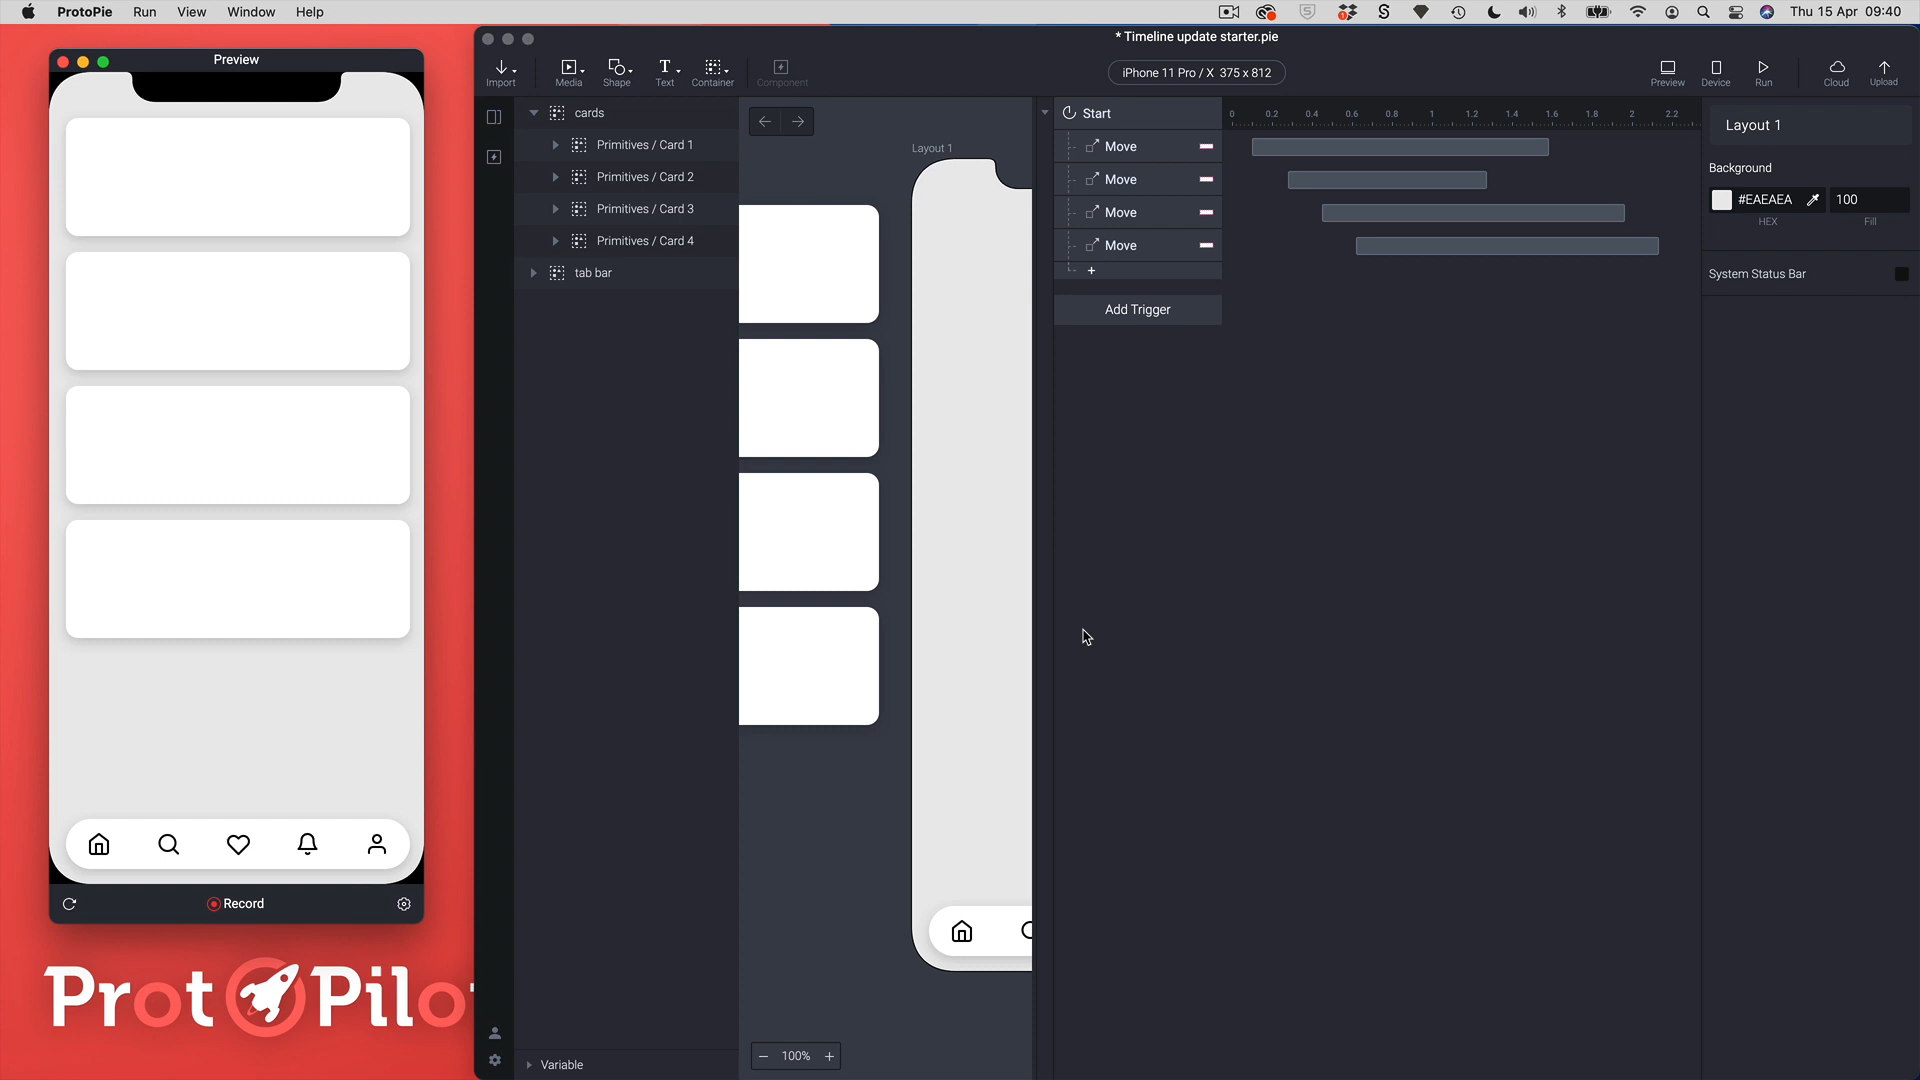 ProtoPie Run View Window Help
Thu 15 Apr 09:40
Preview
* Timeline update starter.pie
Import Media Shape Text Container Component
iPhone 11 Pro / X 375 x 812
Preview Device Run Cloud Upload
cards
Primitives / Card 1
Primitives / Card 2
Primitives / Card 3
Primitives / Card 4
tab bar
Layout 1
Start
Move
Move
Move
Move
+
Add Trigger
0 0.2 0.4 0.6 0.8 1 1.2 1.4 1.6 1.8 2 2.2
Layout 1
Background
#EAEAEA 100
HEX Fill
System Status Bar
Record
ProtoPilo
Variable
100%